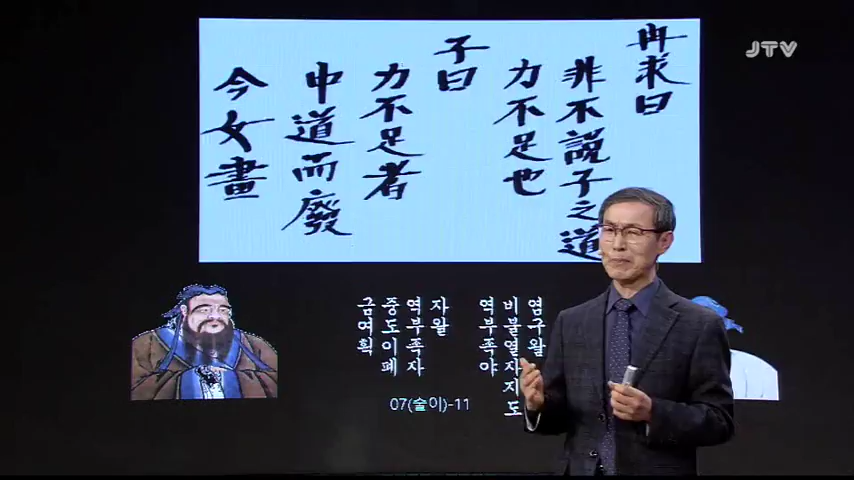 JTV
冉求曰
非不說子之道
力不足也
子曰
力不足者
中道而廢
今女畫
염구왈
비불열자지도
역부족야
자왈
역부족자
중도이폐
금여획
07(술이)-11